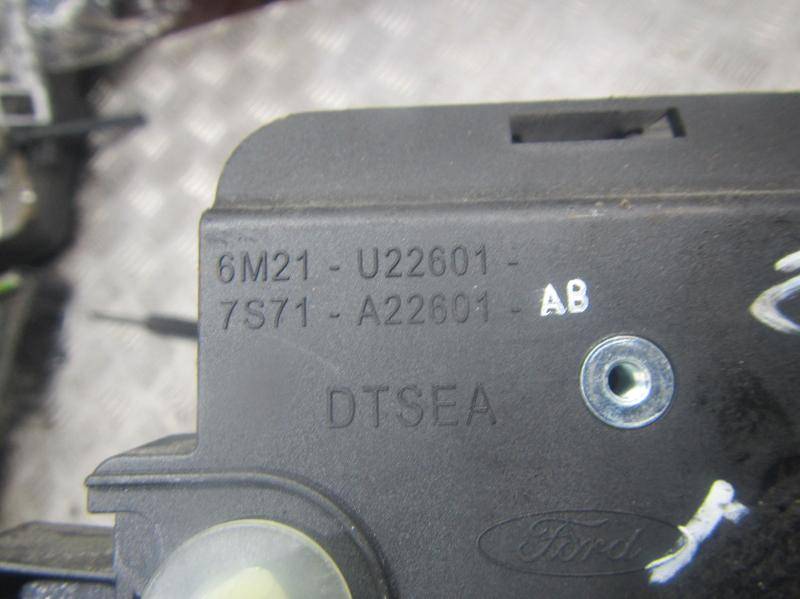 6M21 - U22601 -
7S71 - A22601 - AB
DTSEA
Ford